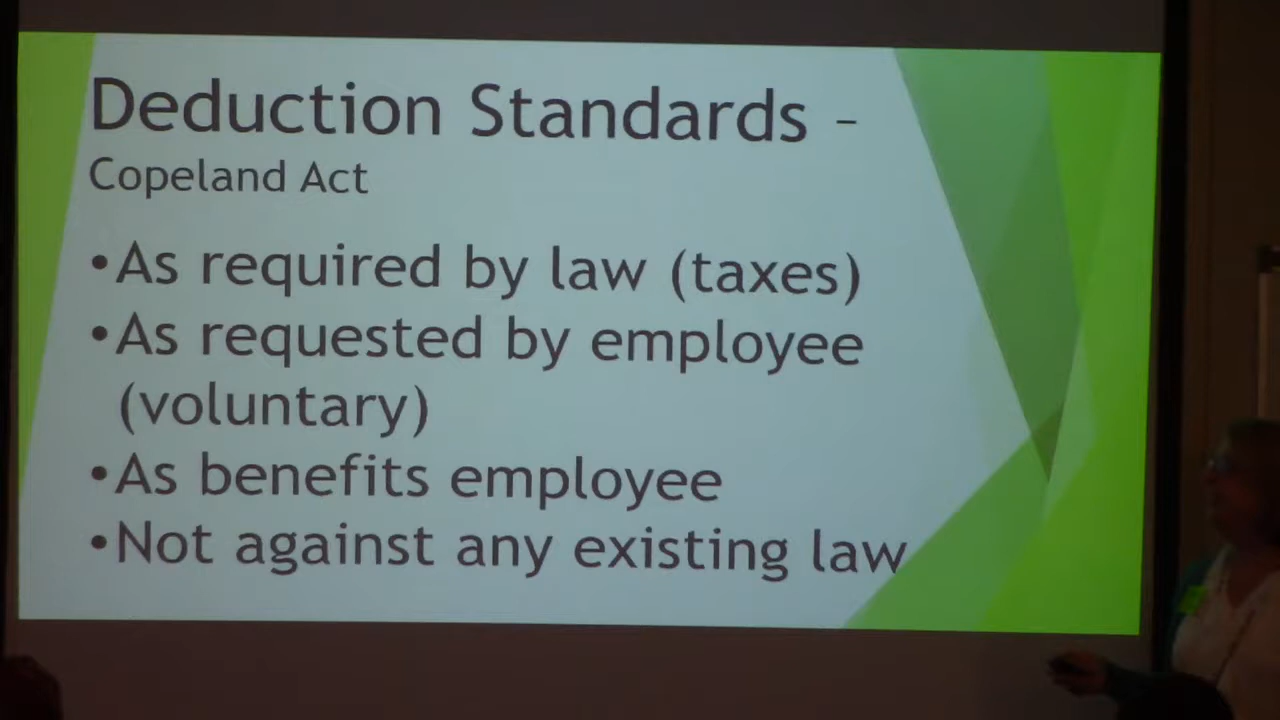 Deduction Standards –
Copeland Act
•As required by law (taxes)
•As requested by employee
(voluntary)
•As benefits employee
•Not against any existing law